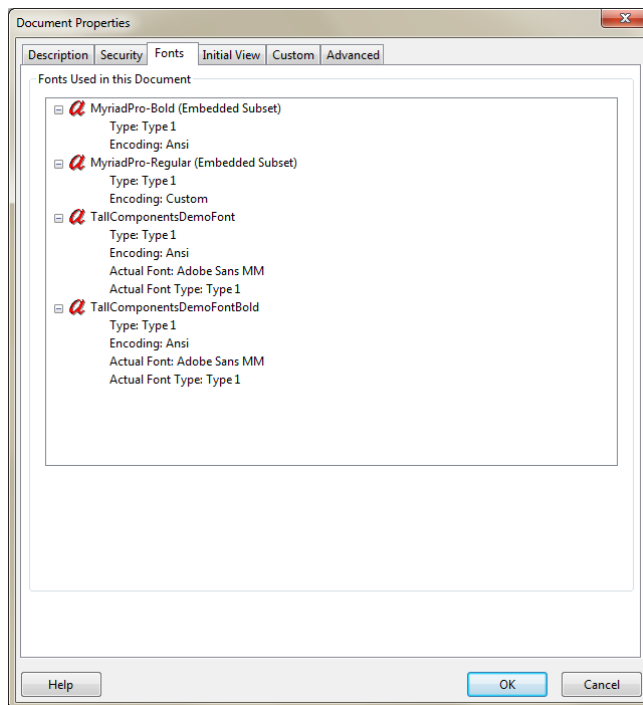 Document Properties
Description Security Fonts Initial View Custom Advanced
Fonts Used in this Document
MyriadPro-Bold (Embedded Subset)
Type: Type 1
Encoding: Ansi
MyriadPro-Regular (Embedded Subset)
Type: Type 1
Encoding: Custom
TallComponentsDemoFont
Type: Type 1
Encoding: Ansi
Actual Font: Adobe Sans MM
Actual Font Type: Type 1
TallComponentsDemoFontBold
Type: Type 1
Encoding: Ansi
Actual Font: Adobe Sans MM
Actual Font Type: Type 1
Help OK Cancel